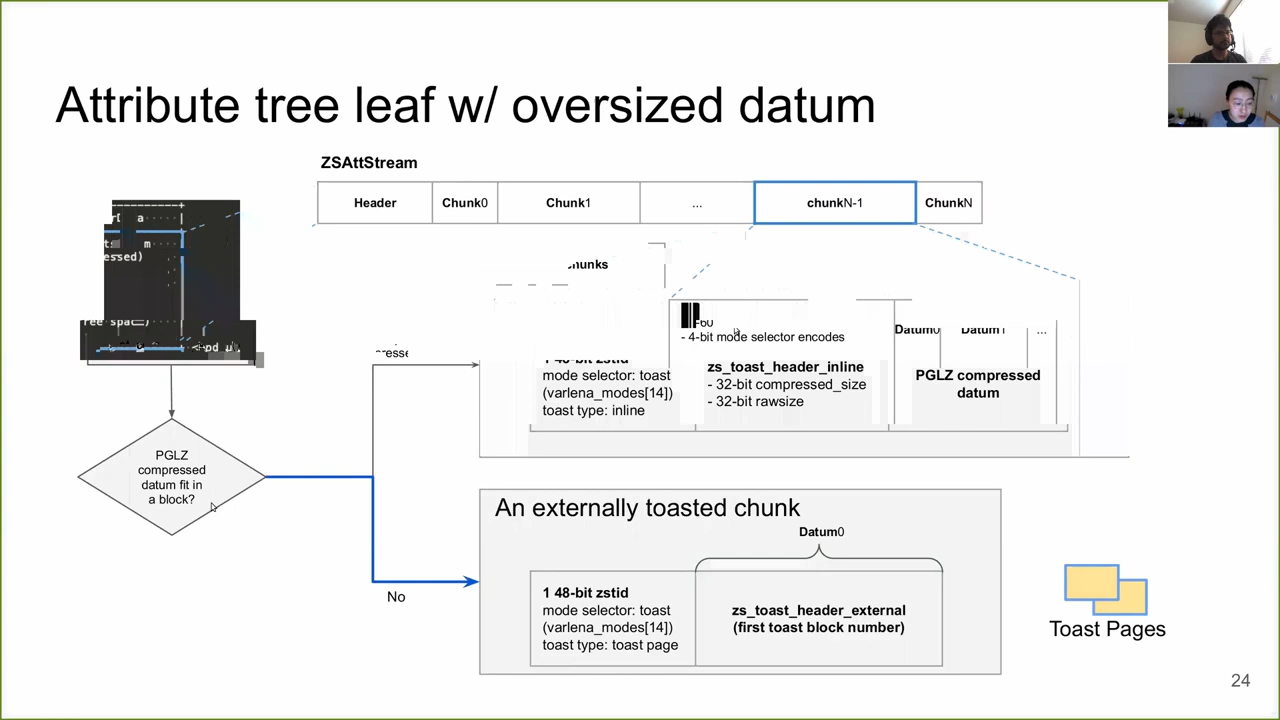 Attribute tree leaf w/ oversized datum
ZSAttStream
Header Chunk0 Chunk1 ... chunkN-1 ChunkN
- 4-bit mode selector encodes
Datum0 Datum1 ...
1 48-bit zstid
mode selector: toast
(varlena_modes[14])
toast type: inline
zs_toast_header_inline
- 32-bit compressed_size
- 32-bit rawsize
PGLZ compressed
datum
PGLZ
compressed
datum fit in
a block?
No
An externally toasted chunk
Datum0
1 48-bit zstid
mode selector: toast
(varlena_modes[14])
toast type: toast page
zs_toast_header_external
(first toast block number)
Toast Pages
24